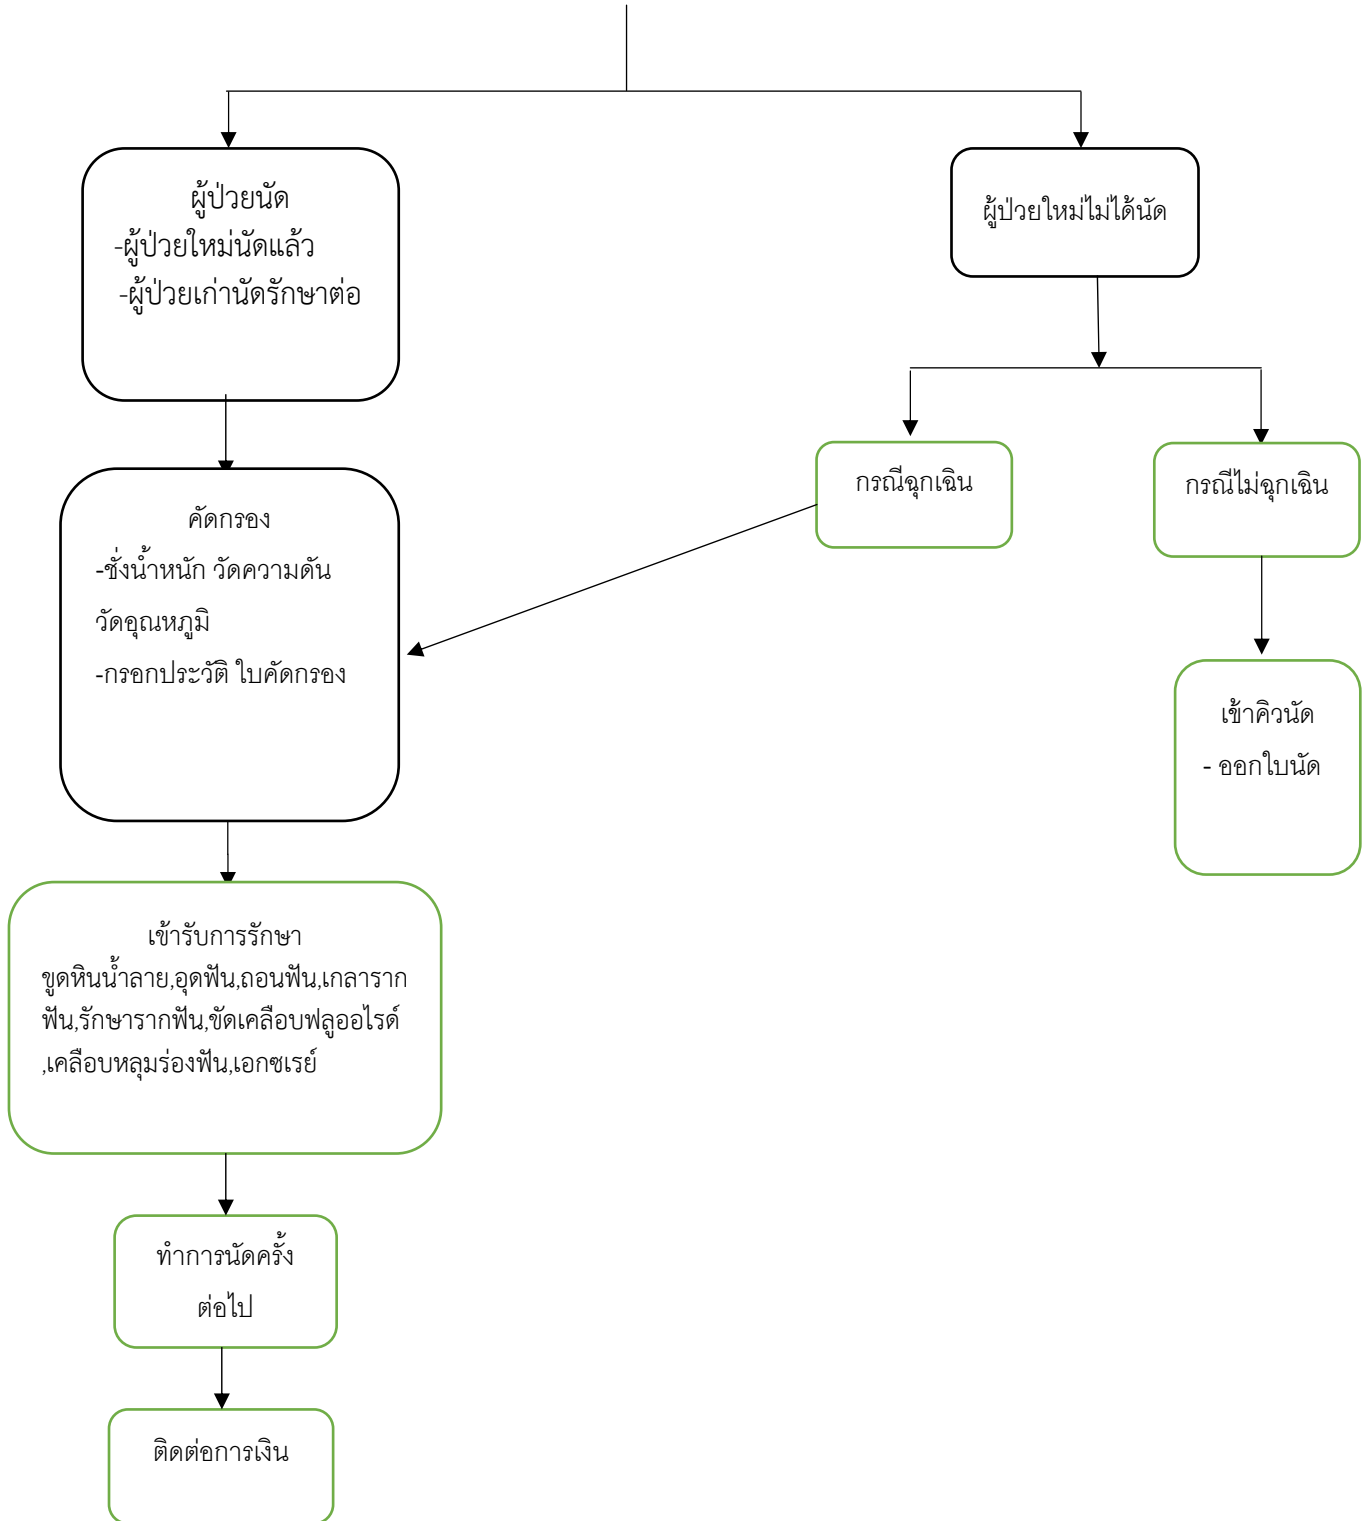 ผู้ป่วยนัด
-ผู้ป่วยใหม่นัดแล้ว
-ผู้ป่วยเก่านัดรักษาต่อ
ผู้ป่วยใหม่ไม่ได้นัด
กรณีฉุกเฉิน
กรณีไม่ฉุกเฉิน
คัดกรอง
-ชั่งน้ำหนัก วัดความดัน
วัดอุณหภูมิ
-กรอกประวัติ ใบคัดกรอง
เข้าคิวนัด
- ออกใบนัด
เข้ารับการรักษา
ขูดหินน้ำลาย,อุดฟัน,ถอนฟัน,เกลาราก
ฟัน,รักษารากฟัน,ขัดเคลือบฟลูออไรด์
,เคลือบหลุมร่องฟัน,เอกซเรย์
ทำการนัดครั้ง
ต่อไป
ติดต่อการเงิน